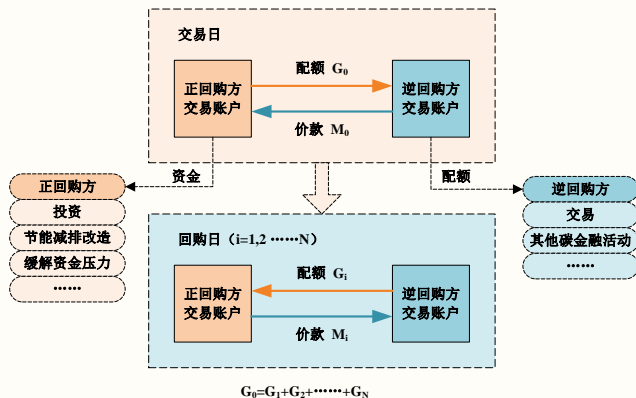 交易日
正回购方
交易账户
配额 G₀
价款 M₀
逆回购方
交易账户
资金
配额
正回购方
投资
节能减排改造
缓解资金压力
……
逆回购方
交易
其他碳金融活动
……
回购日（i=1,2 ……N）
正回购方
交易账户
配额 Gᵢ
价款 Mᵢ
逆回购方
交易账户
G₀=G₁+G₂+……+G_N